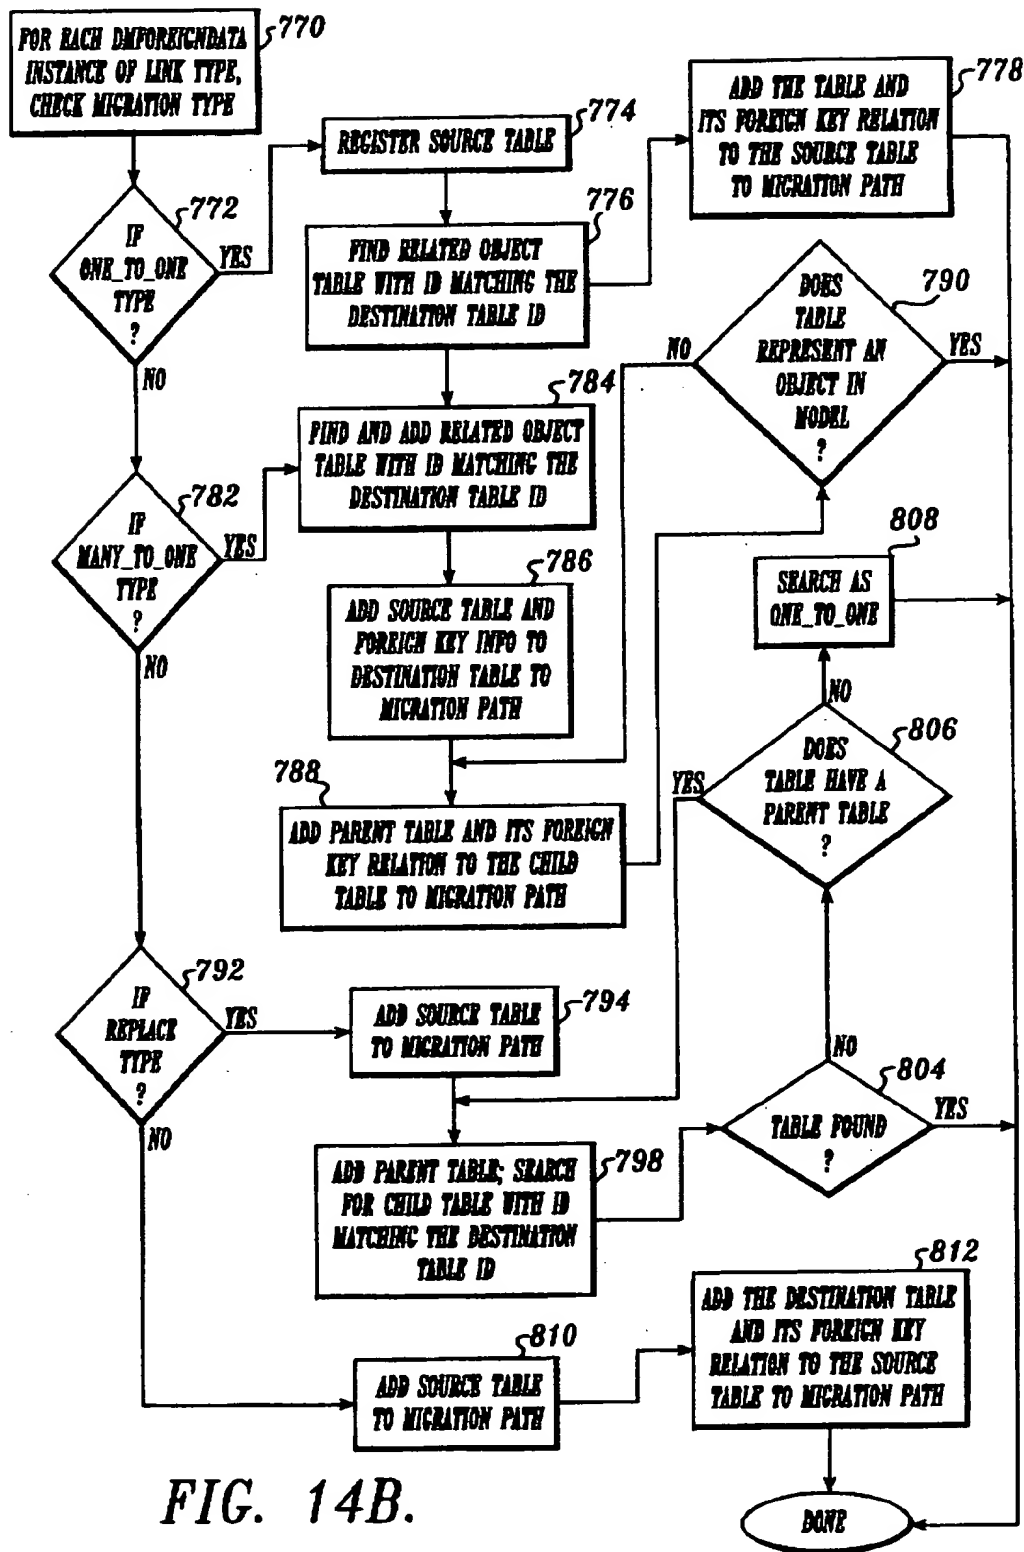 FOR EACH DMFOREIGNDATA
INSTANCE OF LINK TYPE,
CHECK MIGRATION TYPE
770
772
IF
ONE_TO_ONE
TYPE
?
YES
NO
REGISTER SOURCE TABLE
774
776
FIND RELATED OBJECT
TABLE WITH ID MATCHING THE
DESTINATION TABLE ID
778
ADD THE TABLE AND
ITS FOREIGN KEY RELATION
TO THE SOURCE TABLE
TO MIGRATION PATH
782
IF
MANY_TO_ONE
TYPE
?
YES
NO
784
FIND AND ADD RELATED OBJECT
TABLE WITH ID MATCHING THE
DESTINATION TABLE ID
786
ADD SOURCE TABLE AND
FOREIGN KEY INFO TO
DESTINATION TABLE TO
MIGRATION PATH
788
ADD PARENT TABLE AND ITS FOREIGN
KEY RELATION TO THE CHILD
TABLE TO MIGRATION PATH
790
DOES
TABLE
REPRESENT AN
OBJECT IN
MODEL
?
NO
YES
792
IF
REPLACE
TYPE
?
YES
NO
794
ADD SOURCE TABLE
TO MIGRATION PATH
798
ADD PARENT TABLE; SEARCH
FOR CHILD TABLE WITH ID
MATCHING THE DESTINATION
TABLE ID
804
TABLE FOUND
?
YES
NO
806
DOES
TABLE HAVE A
PARENT TABLE
?
YES
NO
808
SEARCH AS
ONE_TO_ONE
810
ADD SOURCE TABLE
TO MIGRATION PATH
812
ADD THE DESTINATION TABLE
AND ITS FOREIGN KEY
RELATION TO THE SOURCE
TABLE TO MIGRATION PATH
DONE
FIG. 14B.